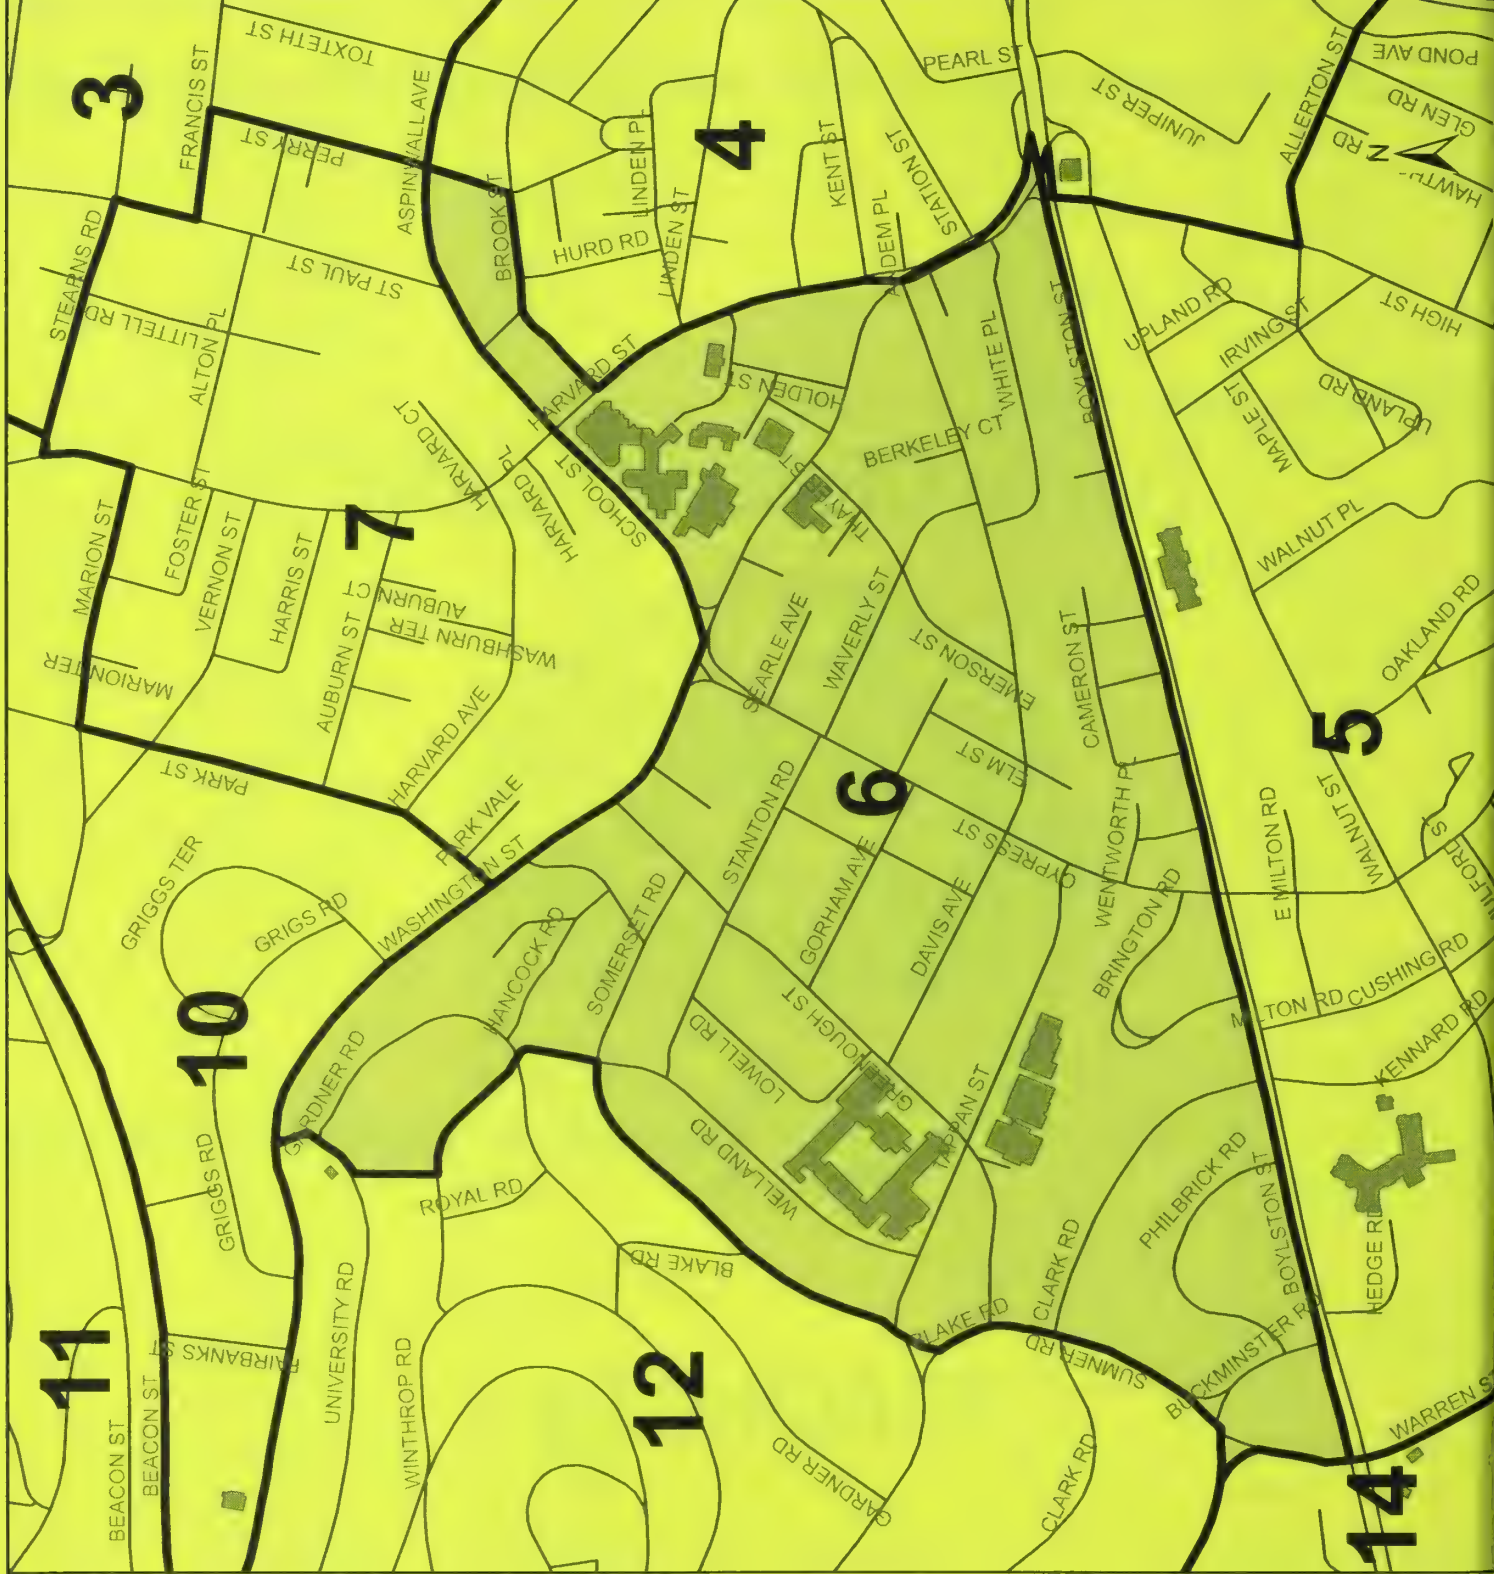 3
FRANCIS ST
TOXTETH ST
PERRY ST
ASPINWALL AVE
STEARNS RD
ST PAUL ST
LITTELL RD
ALTON PL
BROOK ST
HURD RD
LINDEN PL
LINDEN ST
4
KENT ST
STATION ST
PEARL ST
JUNIPER ST
ALLERTON ST
POND AVE
GLEN RD
RD
N
HIGH ST
UPLAND RD
IRVING ST
UPLAND RD
MAPLE ST
WALNUT PL
OAKLAND RD
MARION ST
FOSTER ST
VERNON ST
HARRIS ST
7
HARVARD CT
HARVARD
HARVARD PL
HARVARD
SCHOOL ST
HOLDEN ST
WHITE PL
BOYLSTON ST
BERKELEY CT
MARION TER
AUBURN CT
WASHBURN TER
AUBURN ST
HARVARD AVE
PARK ST
PARK VALE
WASHINGTON ST
SEARLE AVE
WAVERLY ST
EMERSON ST
CAMERON ST
ELM ST
6
STANTON RD
CYPRESS ST
WENTWORTH PL
GORHAM AVE
DAVIS AVE
5
WALNUT ST
E MILTON RD
GRIGGS TER
GRIGS RD
10
HANCOCK RD
SOMERSET RD
GREENOUGH ST
LOWELL RD
BRINGTON RD
CUSHING RD
KENNARD RD
GARDNER RD
GRIGGS RD
ROYAL RD
WELLAND RD
TAPPAN ST
BLAKE RD
PHILBRICK RD
CLARK RD
BOYLSTON ST
HEDGE RD
11
FAIRBANKS ST
UNIVERSITY RD
BLAKE RD
SUMNER RD
BUCKMINSTER RD
BEACON ST
BEACON ST
WINTHROP RD
12
GARDNER RD
CLARK RD
WARREN ST
14